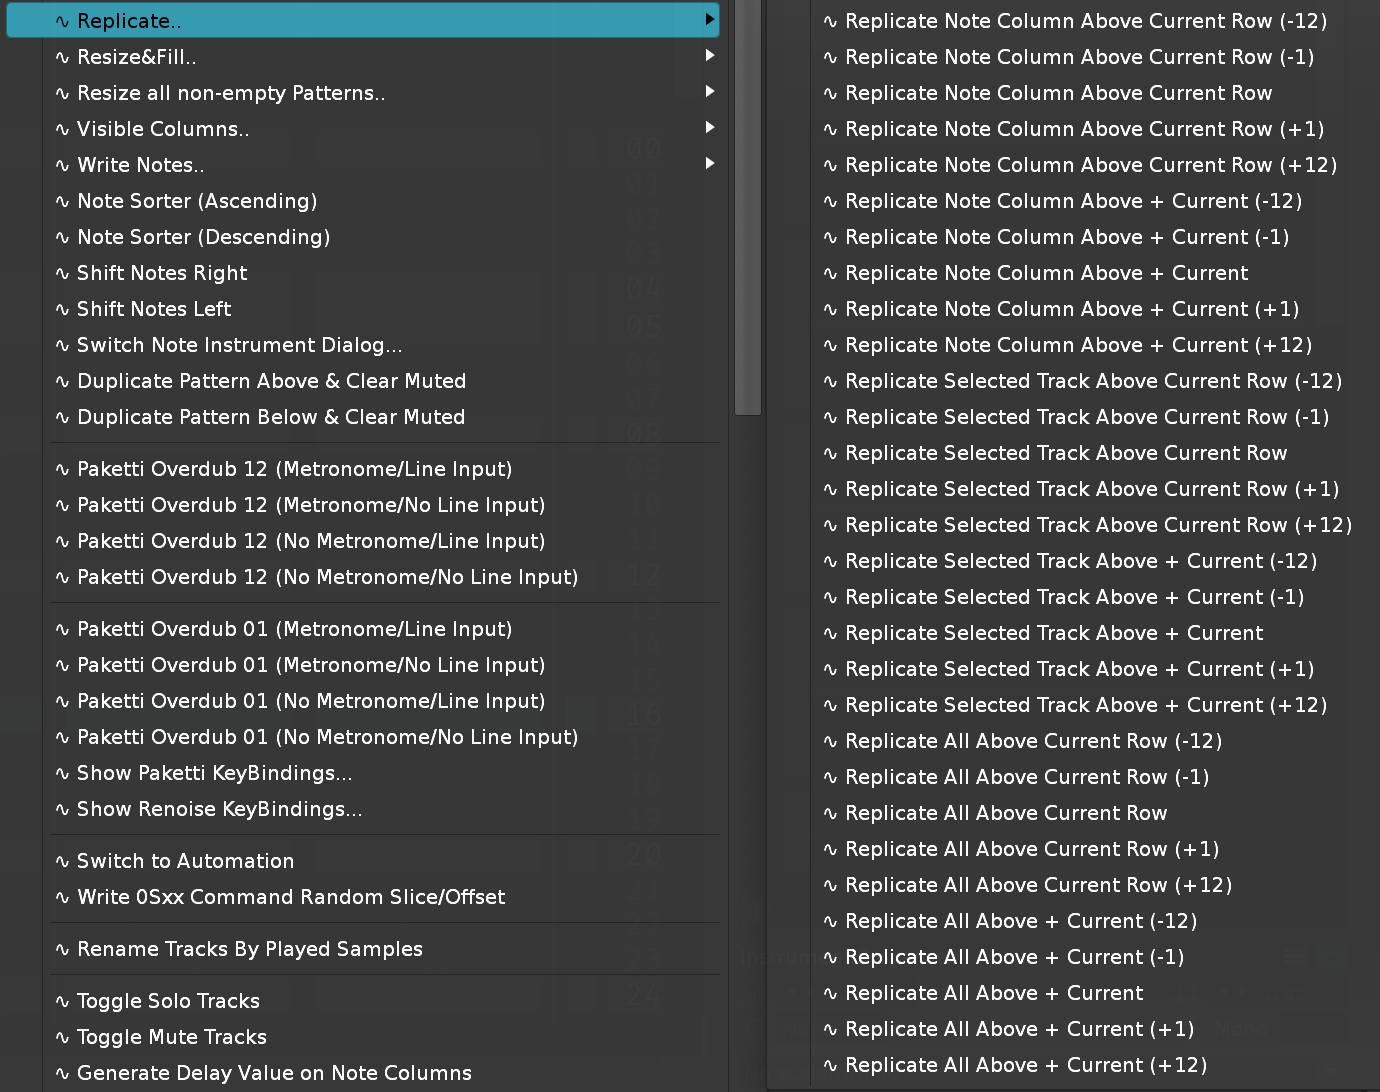 ∿ Replicate..
∿ Resize&Fill..
∿ Resize all non-empty Patterns..
∿ Visible Columns..
∿ Write Notes..
∿ Note Sorter (Ascending)
∿ Note Sorter (Descending)
∿ Shift Notes Right
∿ Shift Notes Left
∿ Switch Note Instrument Dialog...
∿ Duplicate Pattern Above & Clear Muted
∿ Duplicate Pattern Below & Clear Muted
∿ Paketti Overdub 12 (Metronome/Line Input)
∿ Paketti Overdub 12 (Metronome/No Line Input)
∿ Paketti Overdub 12 (No Metronome/Line Input)
∿ Paketti Overdub 12 (No Metronome/No Line Input)
∿ Paketti Overdub 01 (Metronome/Line Input)
∿ Paketti Overdub 01 (Metronome/No Line Input)
∿ Paketti Overdub 01 (No Metronome/Line Input)
∿ Paketti Overdub 01 (No Metronome/No Line Input)
∿ Show Paketti KeyBindings...
∿ Show Renoise KeyBindings...
∿ Switch to Automation
∿ Write 0Sxx Command Random Slice/Offset
∿ Rename Tracks By Played Samples
∿ Toggle Solo Tracks
∿ Toggle Mute Tracks
∿ Generate Delay Value on Note Columns
∿ Replicate Note Column Above Current Row (-12)
∿ Replicate Note Column Above Current Row (-1)
∿ Replicate Note Column Above Current Row
∿ Replicate Note Column Above Current Row (+1)
∿ Replicate Note Column Above Current Row (+12)
∿ Replicate Note Column Above + Current (-12)
∿ Replicate Note Column Above + Current (-1)
∿ Replicate Note Column Above + Current
∿ Replicate Note Column Above + Current (+1)
∿ Replicate Note Column Above + Current (+12)
∿ Replicate Selected Track Above Current Row (-12)
∿ Replicate Selected Track Above Current Row (-1)
∿ Replicate Selected Track Above Current Row
∿ Replicate Selected Track Above Current Row (+1)
∿ Replicate Selected Track Above Current Row (+12)
∿ Replicate Selected Track Above + Current (-12)
∿ Replicate Selected Track Above + Current (-1)
∿ Replicate Selected Track Above + Current
∿ Replicate Selected Track Above + Current (+1)
∿ Replicate Selected Track Above + Current (+12)
∿ Replicate All Above Current Row (-12)
∿ Replicate All Above Current Row (-1)
∿ Replicate All Above Current Row
∿ Replicate All Above Current Row (+1)
∿ Replicate All Above Current Row (+12)
∿ Replicate All Above + Current (-12)
∿ Replicate All Above + Current (-1)
∿ Replicate All Above + Current
∿ Replicate All Above + Current (+1)
∿ Replicate All Above + Current (+12)